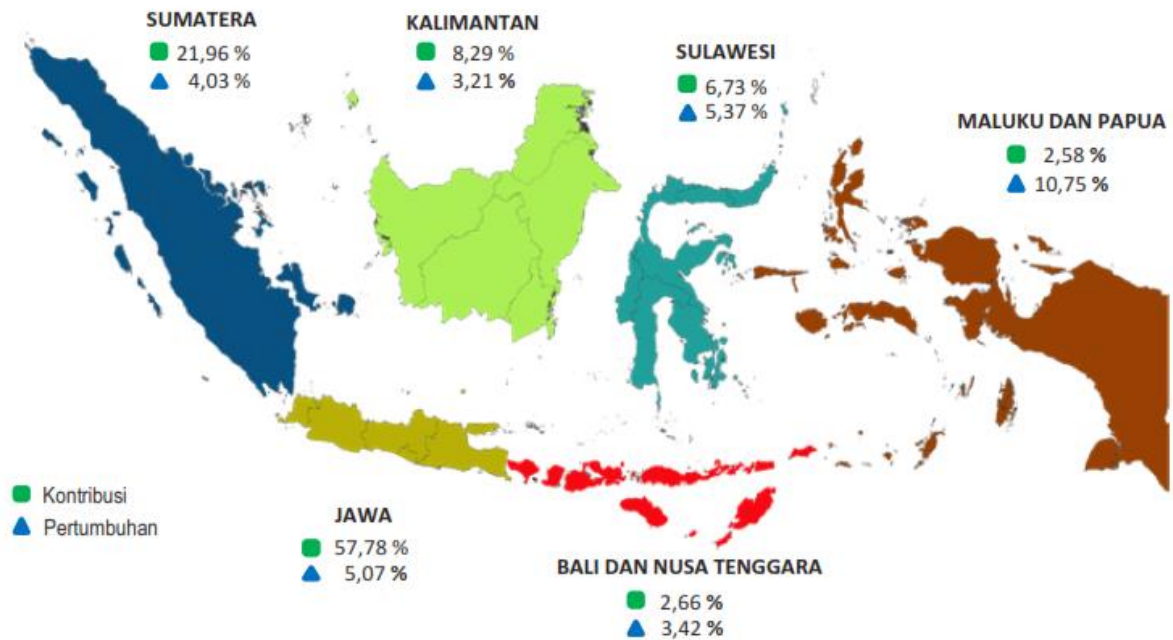 SUMATERA
21,96 %
4,03 %
KALIMANTAN
8,29 %
3,21 %
SULAWESI
6,73 %
5,37 %
MALUKU DAN PAPUA
2,58 %
10,75 %
Kontribusi
Pertumbuhan
JAWA
57,78 %
5,07 %
BALI DAN NUSA TENGGARA
2,66 %
3,42 %